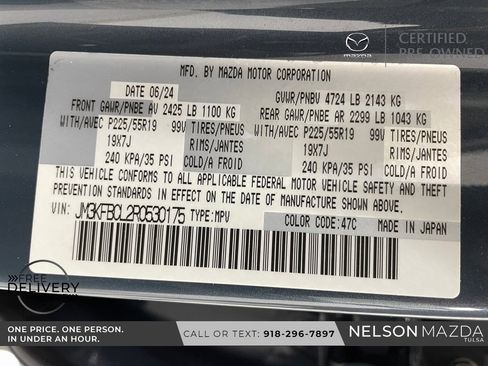 mazda
CERTIFIED
PRE-OWNED
MFD. BY MAZDA MOTOR CORPORATION
DATE 06/24 GVWR/PNBV 4724 LB 2143 KG
FRONT GAWR/PNBE AV 2425 LB 1100 KG REAR GAWR/PNBE AR 2299 LB 1043 KG
WITH/AVEC P225/55R19 99V TIRES/PNEUS WITH/AVEC P225/55R19 99V TIRES/PNEUS
19X7J RIMS/JANTES 19X7J RIMS/JANTES
240 KPA/35 PSI COLD/A FROID 240 KPA/35 PSI COLD/A FROID
THIS VEHICLE CONFORMS TO ALL APPLICABLE FEDERAL MOTOR VEHICLE SAFETY AND THEFT
PREVENTION STANDARDS IN EFFECT ON THE DATE OF MANUFACTURE SHOWN ABOVE.
VIN: JM3KFBCL2R0530175 TYPE:MPV
COLOR CODE:47C MADE IN JAPAN
FREE
DELIVERY
ONE PRICE. ONE PERSON.
IN UNDER AN HOUR.
CALL OR TEXT: 918-296-7897
NELSON MAZDA
TULSA